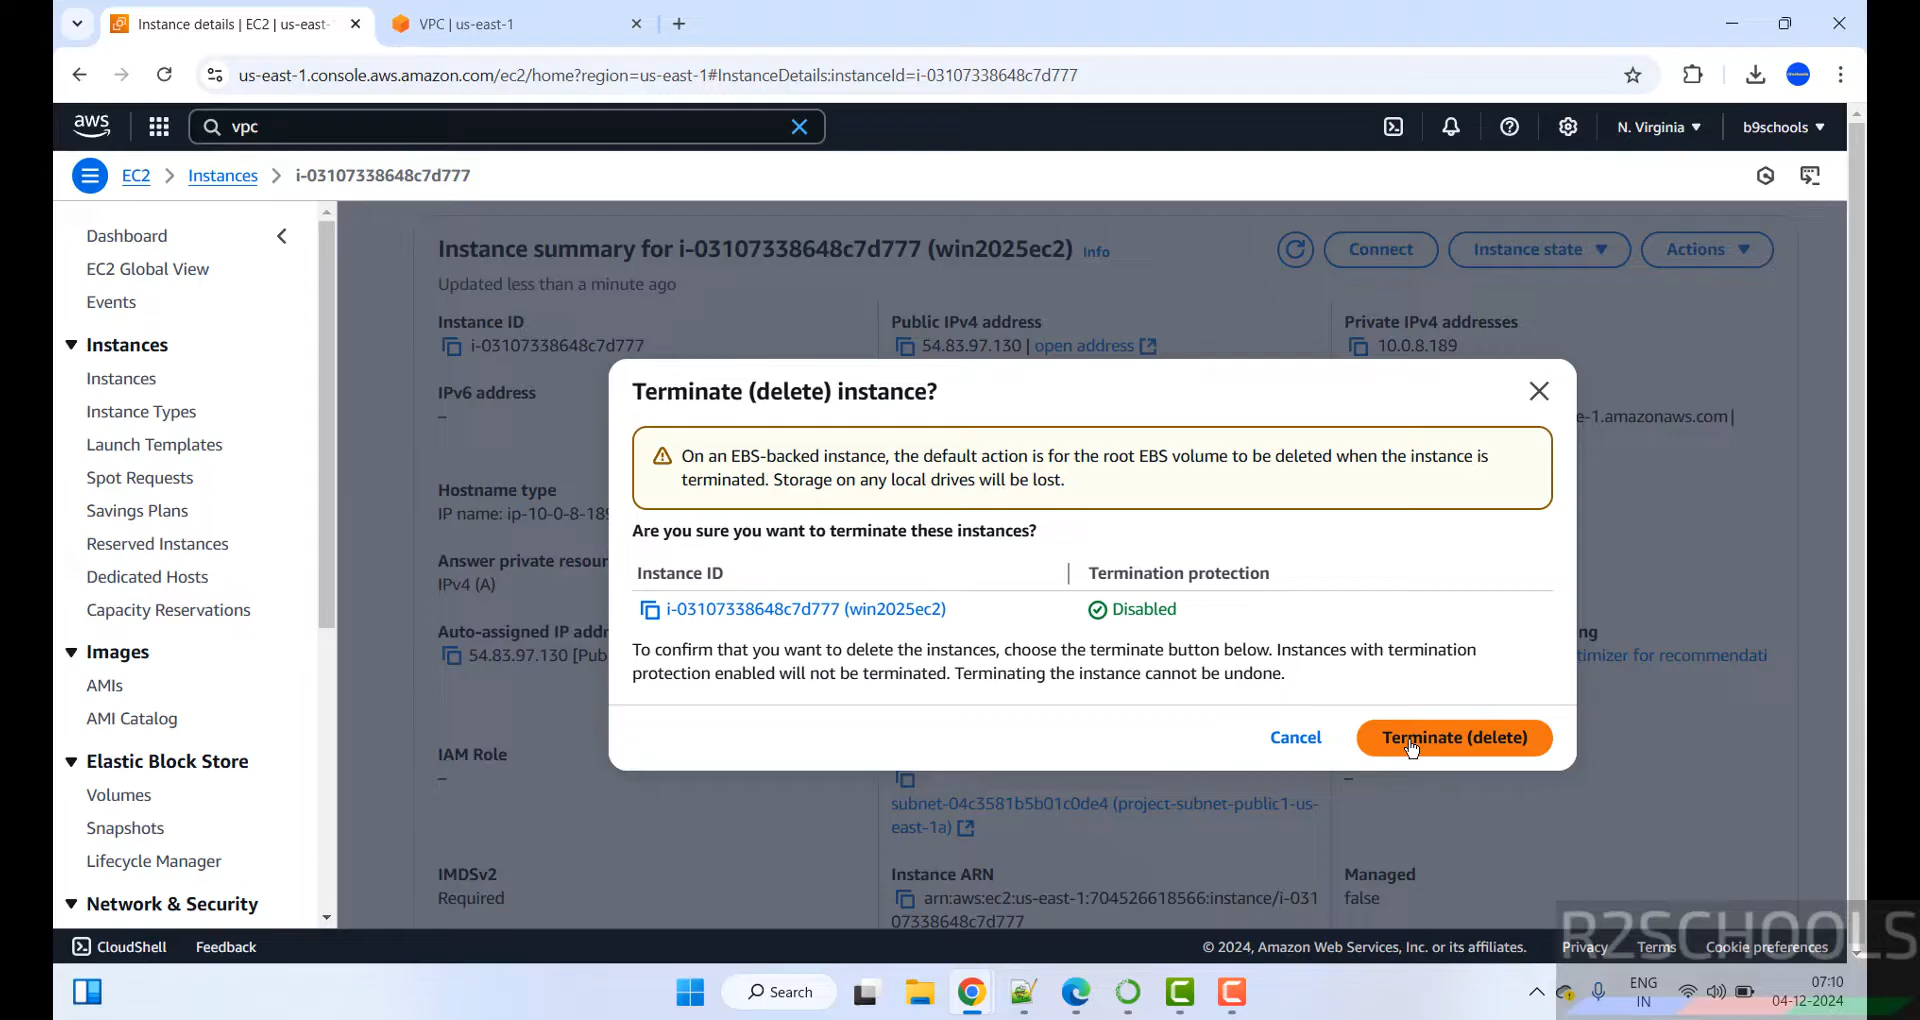 Instance details | EC2 | us-east-
VPC | us-east-1
us-east-1.console.aws.amazon.com/ec2/home?region=us-east-1#InstanceDetails:instanceId=i-03107338648c7d777
aws
vpc
N. Virginia
b9schools
EC2
Instances
i-03107338648c7d777
Dashboard
EC2 Global View
Events
Instances
Instances
Instance Types
Launch Templates
Spot Requests
Savings Plans
Reserved Instances
Dedicated Hosts
Capacity Reservations
Images
AMIs
AMI Catalog
Elastic Block Store
Volumes
Snapshots
Lifecycle Manager
Network & Security
Instance summary for i-03107338648c7d777 (win2025ec2) Info
Connect
Instance state
Actions
Updated less than a minute ago
Instance ID
i-03107338648c7d777
Public IPv4 address
54.83.97.130 | open address
Private IPv4 addresses
10.0.8.189
IPv6 address
–
e-1.amazonaws.com |
Hostname type
IP name: ip-10-0-8-189
Answer private resour
IPv4 (A)
Auto-assigned IP addr
54.83.97.130 [Pub
ng
timizer for recommendati
IAM Role
–
subnet-04c3581b5b01c0de4 (project-subnet-public1-us-
east-1a)
–
IMDSv2
Required
Instance ARN
arn:aws:ec2:us-east-1:704526618566:instance/i-031
07338648c7d777
Managed
false
Terminate (delete) instance?
On an EBS-backed instance, the default action is for the root EBS volume to be deleted when the instance is
terminated. Storage on any local drives will be lost.
Are you sure you want to terminate these instances?
Instance ID
Termination protection
i-03107338648c7d777 (win2025ec2)
Disabled
To confirm that you want to delete the instances, choose the terminate button below. Instances with termination
protection enabled will not be terminated. Terminating the instance cannot be undone.
Cancel
Terminate (delete)
R2SCHOOLS
CloudShell
Feedback
© 2024, Amazon Web Services, Inc. or its affiliates.
Privacy
Terms
Cookie preferences
Search
ENG
IN
07:10
04-12-2024